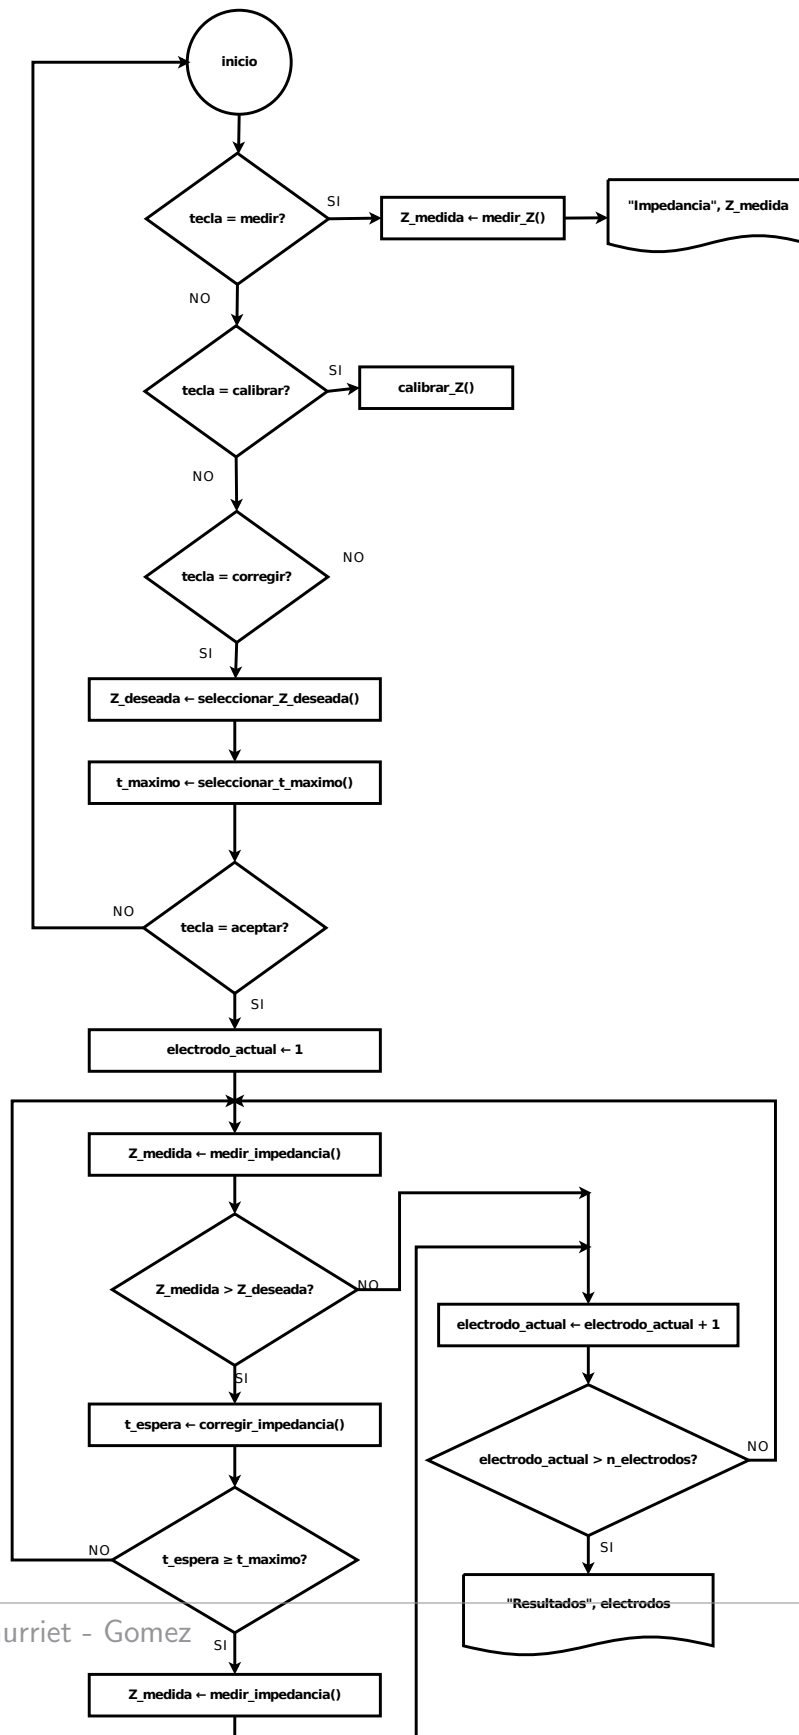 inicio
tecla = medir?
SI
Z_medida ← medir_Z()
"Impedancia", Z_medida
NO
tecla = calibrar?
SI
calibrar_Z()
NO
tecla = corregir?
NO
SI
Z_deseada ← seleccionar_Z_deseada()
t_maximo ← seleccionar_t_maximo()
tecla = aceptar?
NO
SI
electrodo_actual ← 1
Z_medida ← medir_impedancia()
Z_medida > Z_deseada?
NO
SI
electrodo_actual ← electrodo_actual + 1
t_espera ← corregir_impedancia()
electrodo_actual > n_electrodos?
NO
SI
t_espera ≥ t_maximo?
NO
SI
"Resultados", electrodos
urriet - Gomez
Z_medida ← medir_impedancia()